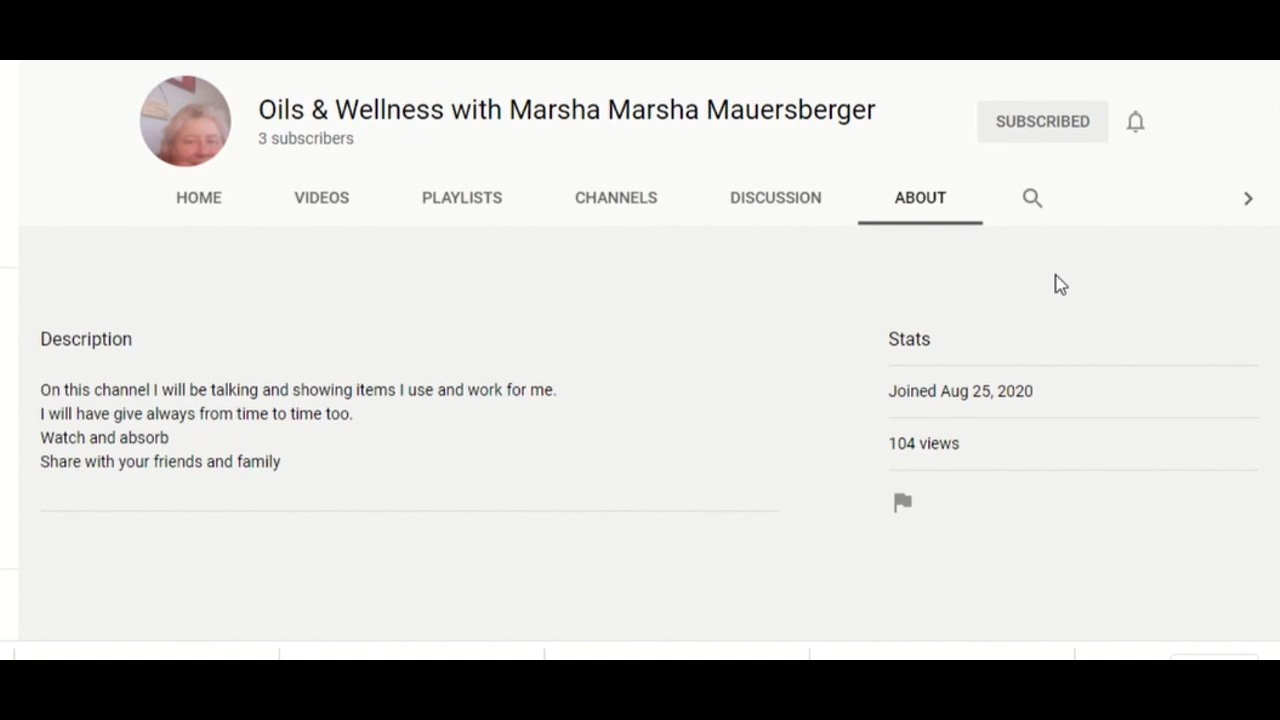 Oils & Wellness with Marsha Marsha Mauersberger
3 subscribers
SUBSCRIBED
HOME
VIDEOS
PLAYLISTS
CHANNELS
DISCUSSION
ABOUT
Description
On this channel I will be talking and showing items I use and work for me.
I will have give always from time to time too.
Watch and absorb
Share with your friends and family
Stats
Joined Aug 25, 2020
104 views